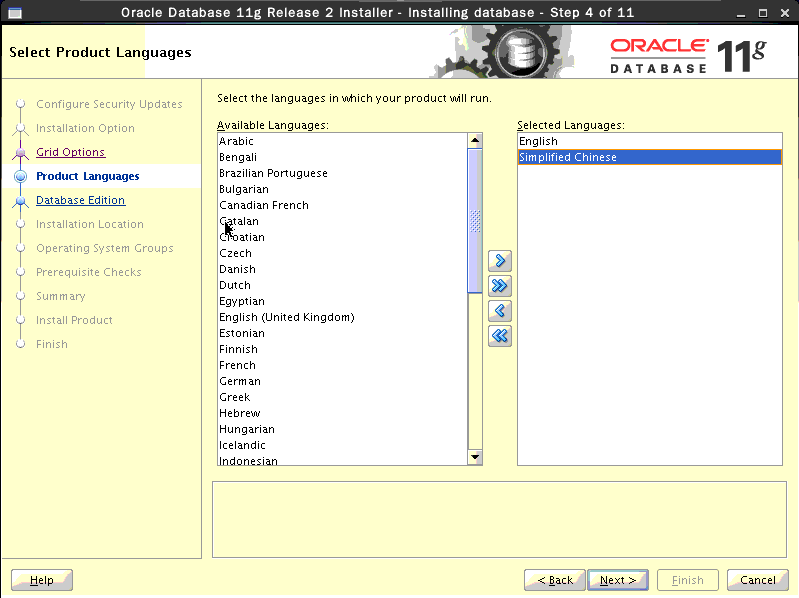 Oracle Database 11g Release 2 Installer - Installing database - Step 4 of 11
Select Product Languages
ORACLE
DATABASE
11g
Configure Security Updates
Installation Option
Grid Options
Product Languages
Database Edition
Installation Location
Operating System Groups
Prerequisite Checks
Summary
Install Product
Finish
Select the languages in which your product will run.
Available Languages:
Arabic
Bengali
Brazilian Portuguese
Bulgarian
Canadian French
Catalan
Croatian
Czech
Danish
Dutch
Egyptian
English (United Kingdom)
Estonian
Finnish
French
German
Greek
Hebrew
Hungarian
Icelandic
Indonesian
Selected Languages:
English
Simplified Chinese
Help
< Back
Next >
Finish
Cancel